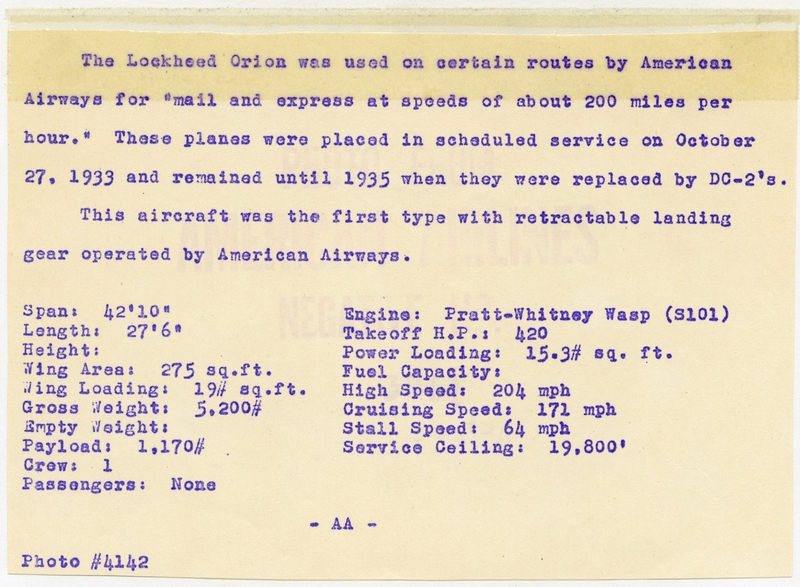 The Lockheed Orion was used on certain routes by American
Airways for "mail and express at speeds of about 200 miles per
hour." These planes were placed in scheduled service on October
27, 1933 and remained until 1935 when they were replaced by DC-2's.
This aircraft was the first type with retractable landing
gear operated by American Airways.
Span: 42'10"
Length: 27'6"
Height:
Wing Area: 275 sq.ft.
Wing Loading: 19# sq.ft.
Gross Weight: 5,200#
Empty Weight:
Payload: 1,170#
Crew: 1
Passengers: None
Engine: Pratt-Whitney Wasp (S101)
Takeoff H.P.: 420
Power Loading: 15.3# sq. ft.
Fuel Capacity:
High Speed: 204 mph
Cruising Speed: 171 mph
Stall Speed: 64 mph
Service Ceiling: 19,800'
- AA -
Photo #4142